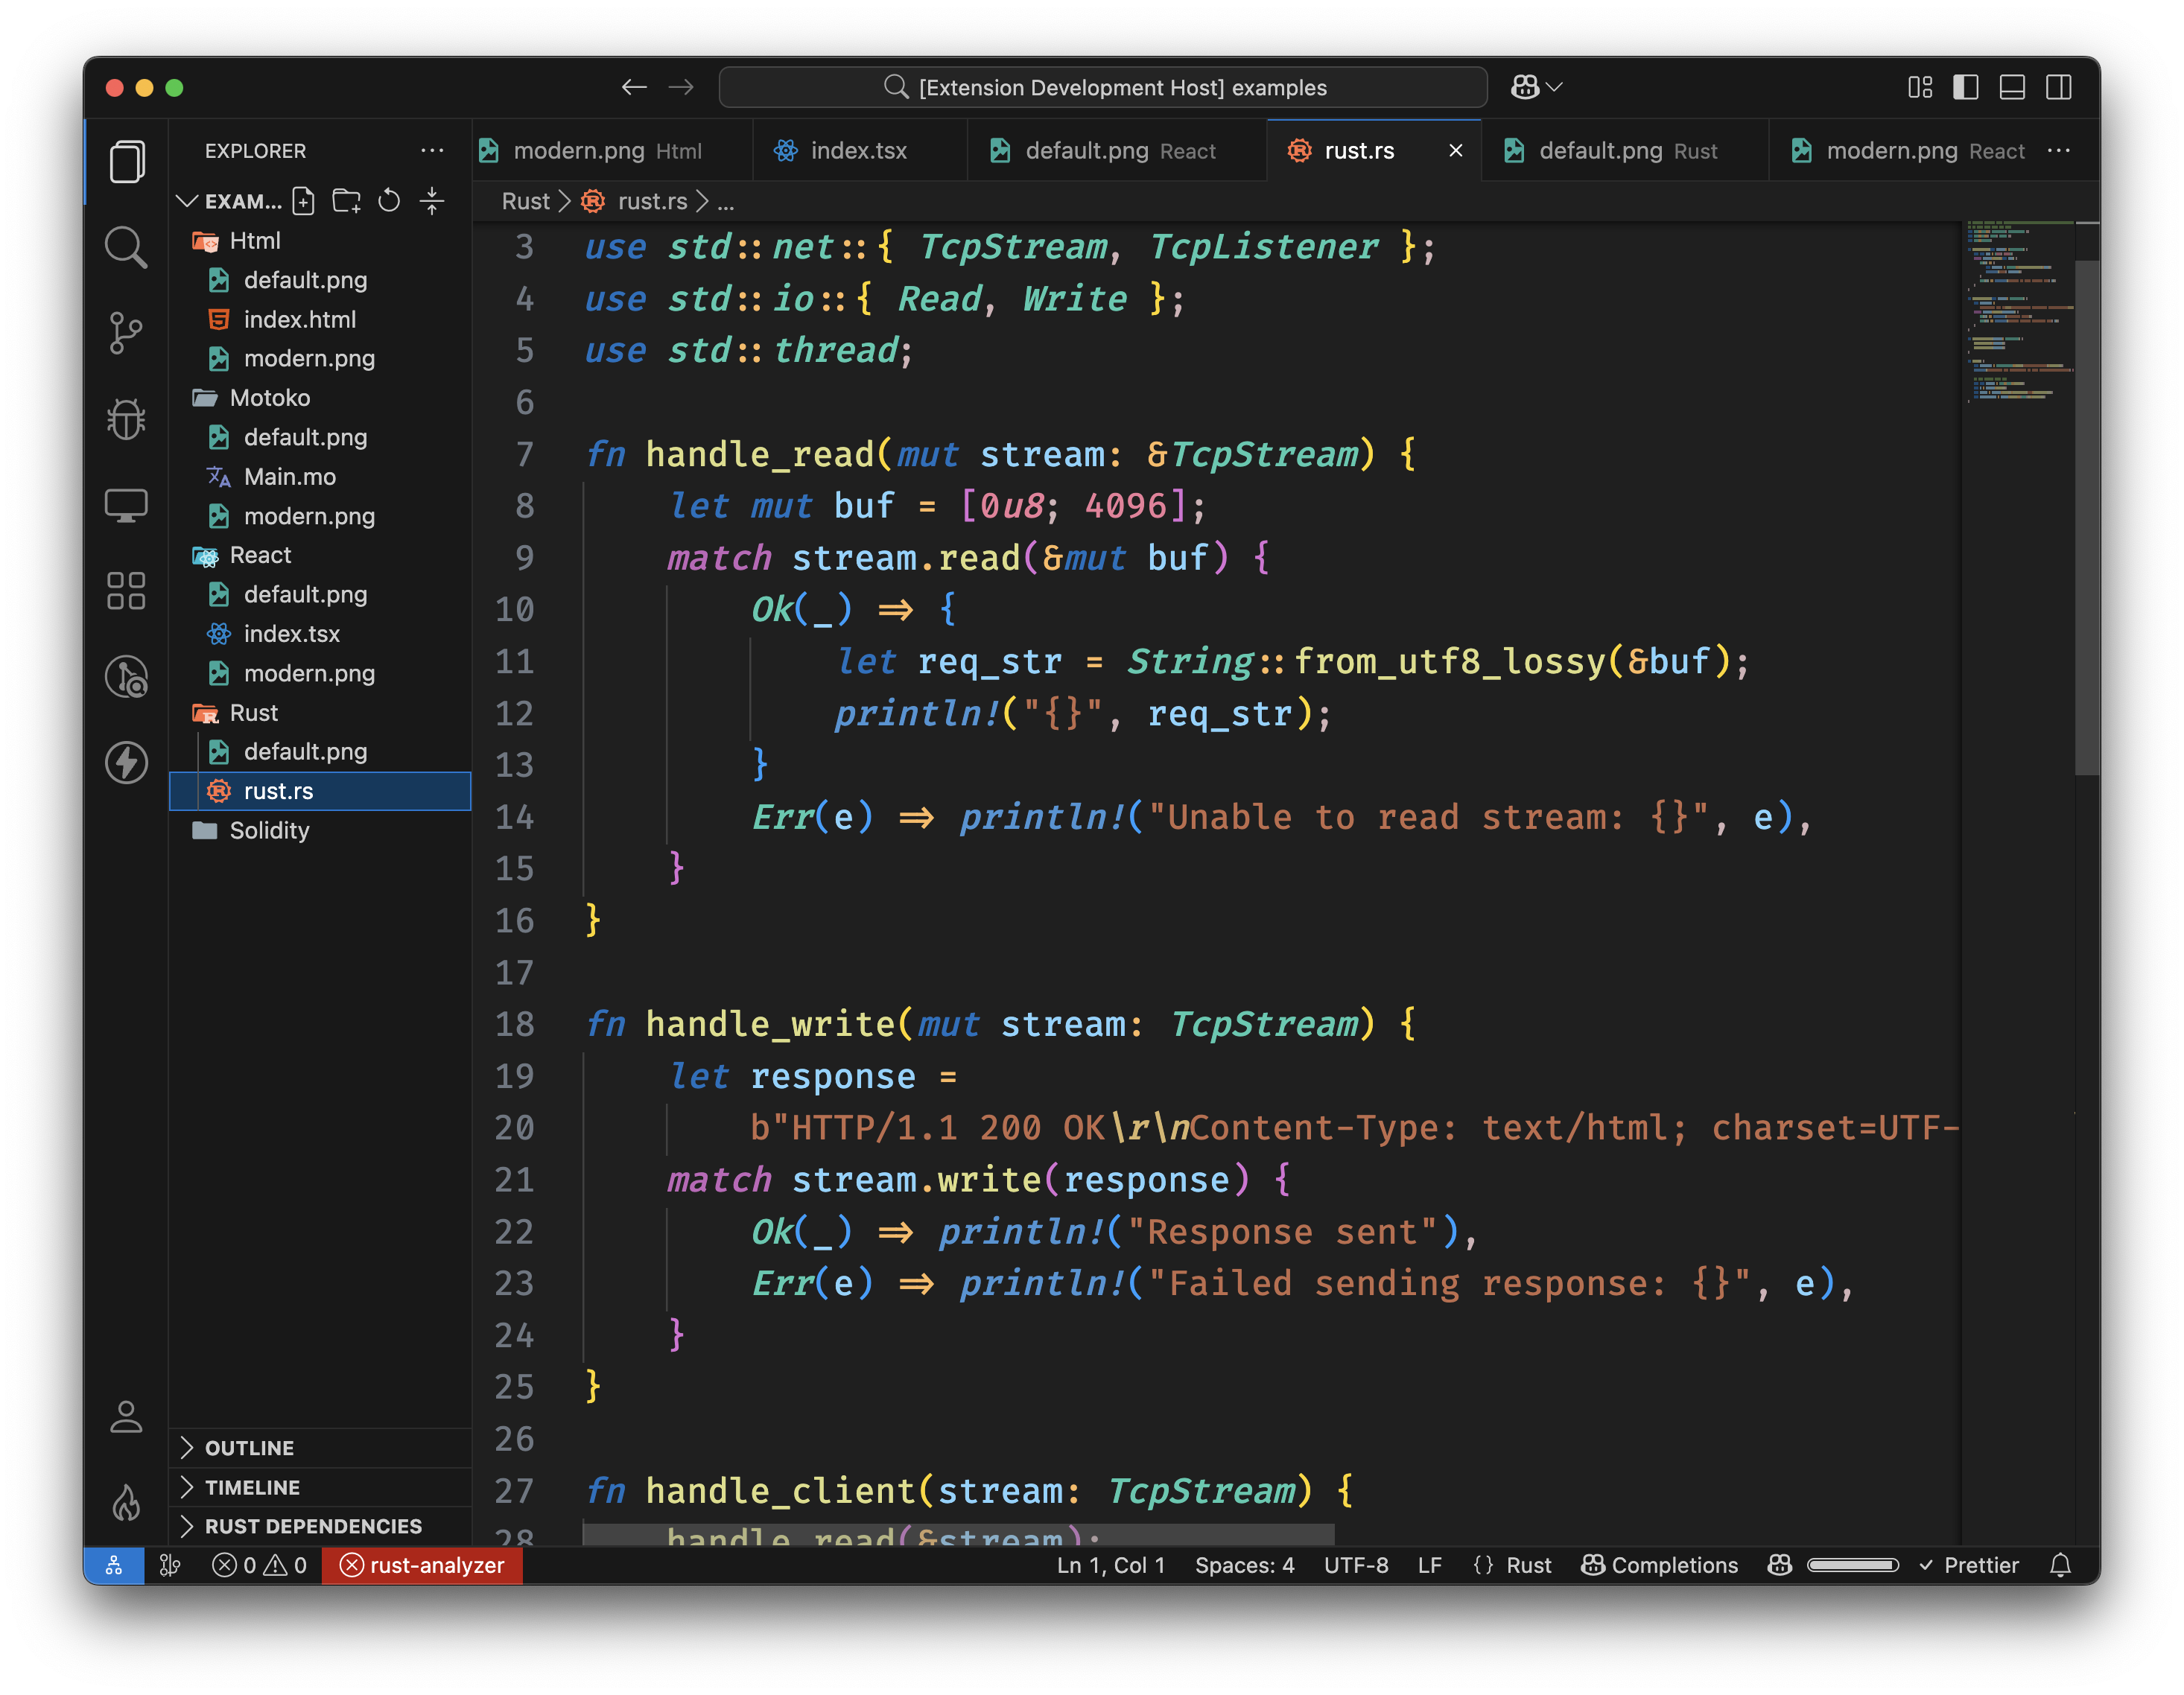 [Extension Development Host] examples
EXPLORER
modern.png Html
index.tsx
default.png React
rust.rs
default.png Rust
modern.png React
EXAM...
Rust > rust.rs > ...
Html
default.png
index.html
modern.png
Motoko
default.png
Main.mo
modern.png
React
default.png
index.tsx
modern.png
Rust
default.png
rust.rs
Solidity
OUTLINE
TIMELINE
RUST DEPENDENCIES
3 use std::net::{ TcpStream, TcpListener };
4 use std::io::{ Read, Write };
5 use std::thread;
6
7 fn handle_read(mut stream: &TcpStream) {
8 let mut buf = [0u8; 4096];
9 match stream.read(&mut buf) {
10 Ok(_) => {
11 let req_str = String::from_utf8_lossy(&buf);
12 println!("{}", req_str);
13 }
14 Err(e) => println!("Unable to read stream: {}", e),
15 }
16 }
17
18 fn handle_write(mut stream: TcpStream) {
19 let response =
20 b"HTTP/1.1 200 OK\r\nContent-Type: text/html; charset=UTF-
21 match stream.write(response) {
22 Ok(_) => println!("Response sent"),
23 Err(e) => println!("Failed sending response: {}", e),
24 }
25 }
26
27 fn handle_client(stream: TcpStream) {
28 handle_read(&stream);
0 0 rust-analyzer Ln 1, Col 1 Spaces: 4 UTF-8 LF {} Rust Completions Prettier